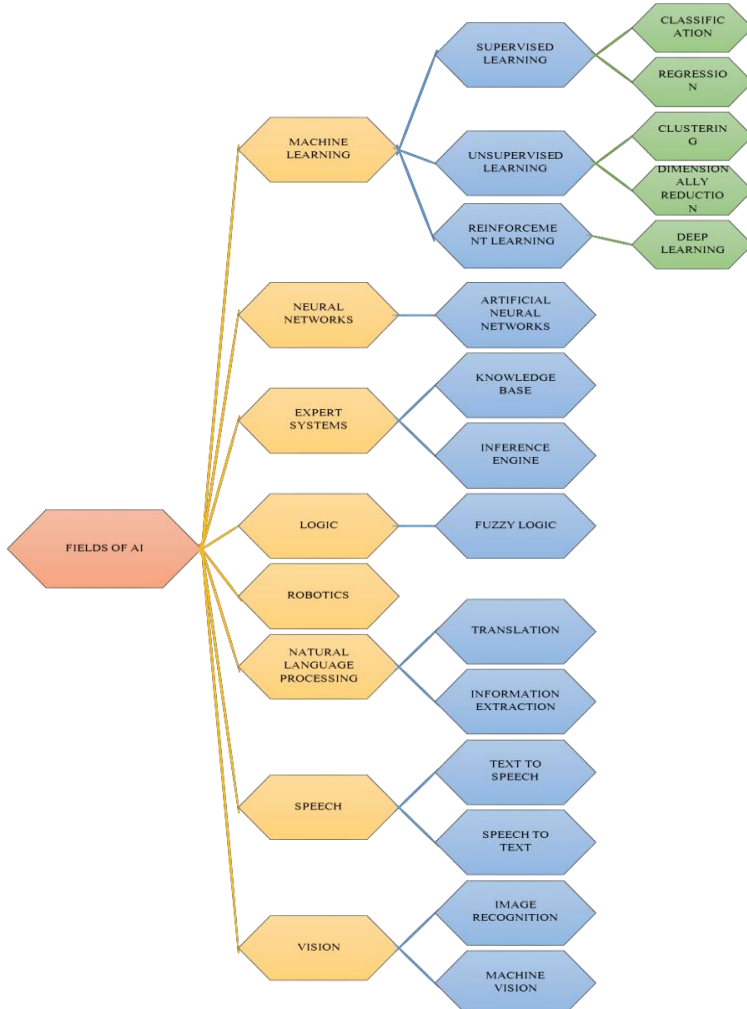 FIELDS OF AI
MACHINE
LEARNING
SUPERVISED
LEARNING
CLASSIFIC
ATION
REGRESSIO
N
UNSUPERVISED
LEARNING
CLUSTERIN
G
DIMENSION
ALLY
REDUCTIO
N
REINFORCEME
NT LEARNING
DEEP
LEARNING
NEURAL
NETWORKS
ARTIFICIAL
NEURAL
NETWORKS
EXPERT
SYSTEMS
KNOWLEDGE
BASE
INFERENCE
ENGINE
LOGIC
FUZZY LOGIC
ROBOTICS
NATURAL
LANGUAGE
PROCESSING
TRANSLATION
INFORMATION
EXTRACTION
SPEECH
TEXT TO
SPEECH
SPEECH TO
TEXT
VISION
IMAGE
RECOGNITION
MACHINE
VISION